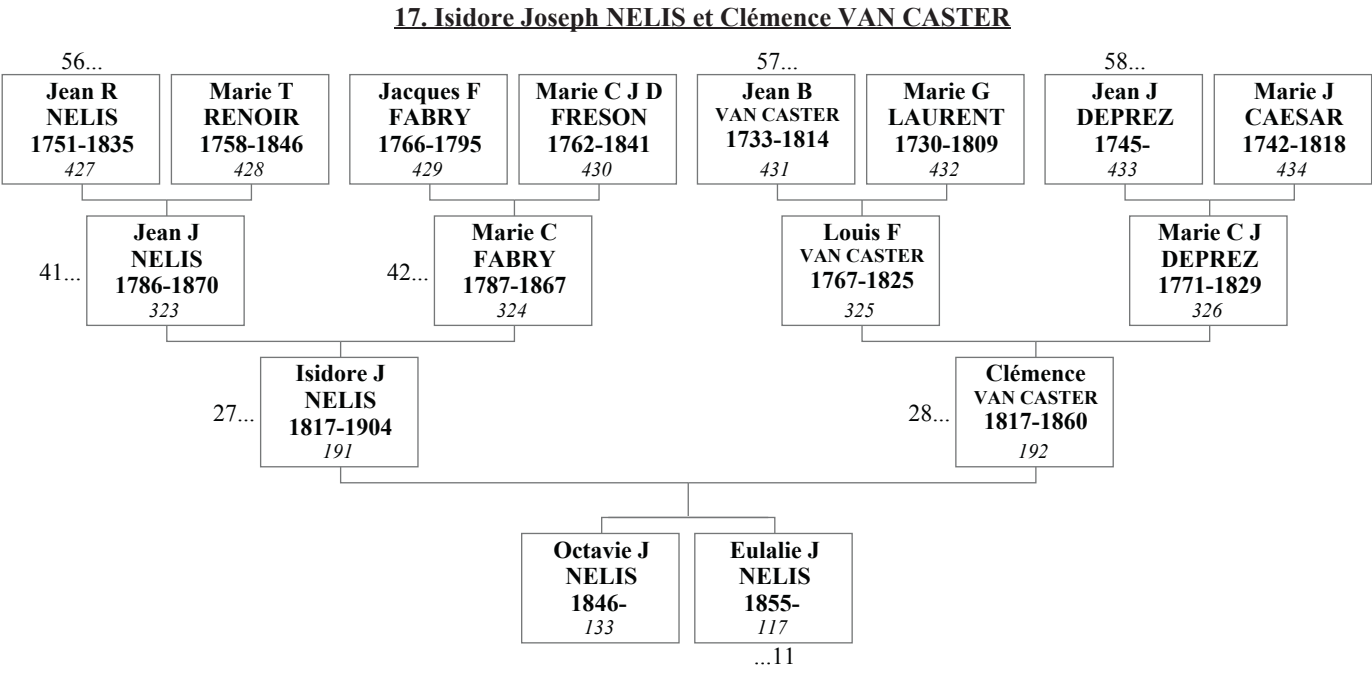 17. Isidore Joseph NELIS et Clémence VAN CASTER
56...
Jean R
NELIS
1751-1835
427
Marie T
RENOIR
1758-1846
428
Jacques F
FABRY
1766-1795
429
Marie C J D
FRESON
1762-1841
430
57...
Jean B
VAN CASTER
1733-1814
431
Marie G
LAURENT
1730-1809
432
58...
Jean J
DEPREZ
1745-
433
Marie J
CAESAR
1742-1818
434
41...
Jean J
NELIS
1786-1870
323
42...
Marie C
FABRY
1787-1867
324
Louis F
VAN CASTER
1767-1825
325
Marie C J
DEPREZ
1771-1829
326
27...
Isidore J
NELIS
1817-1904
191
28...
Clémence
VAN CASTER
1817-1860
192
Octavie J
NELIS
1846-
133
Eulalie J
NELIS
1855-
117
...11